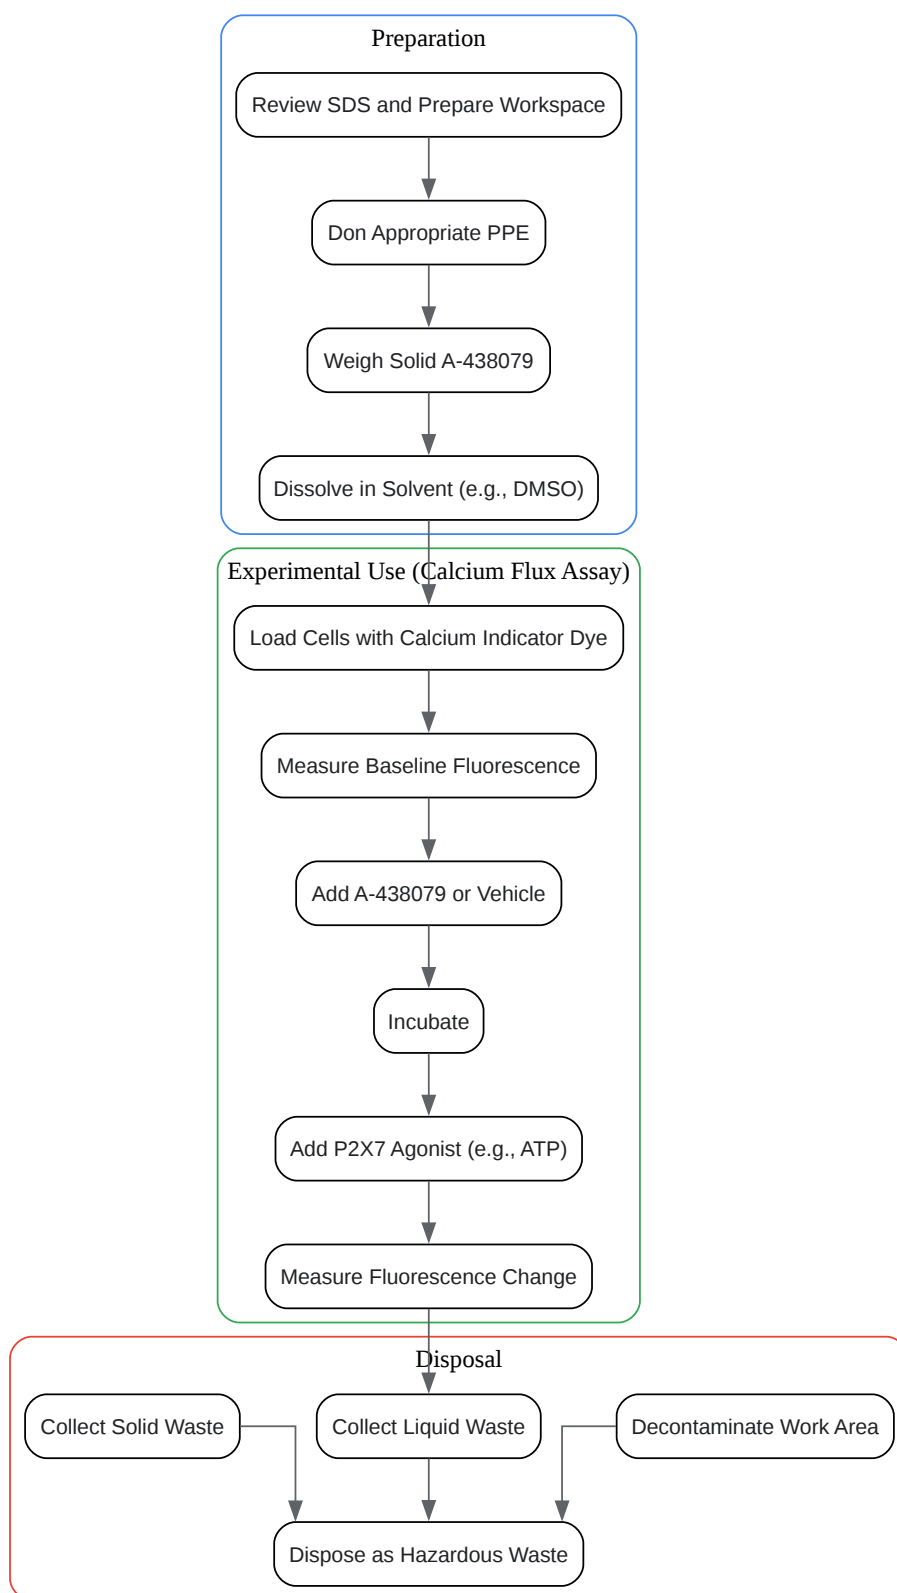 Preparation
Review SDS and Prepare Workspace
Don Appropriate PPE
Weigh Solid A-438079
Dissolve in Solvent (e.g., DMSO)
Experimental Use (Calcium Flux Assay)
Load Cells with Calcium Indicator Dye
Measure Baseline Fluorescence
Add A-438079 or Vehicle
Incubate
Add P2X7 Agonist (e.g., ATP)
Measure Fluorescence Change
Disposal
Collect Solid Waste
Collect Liquid Waste
Decontaminate Work Area
Dispose as Hazardous Waste